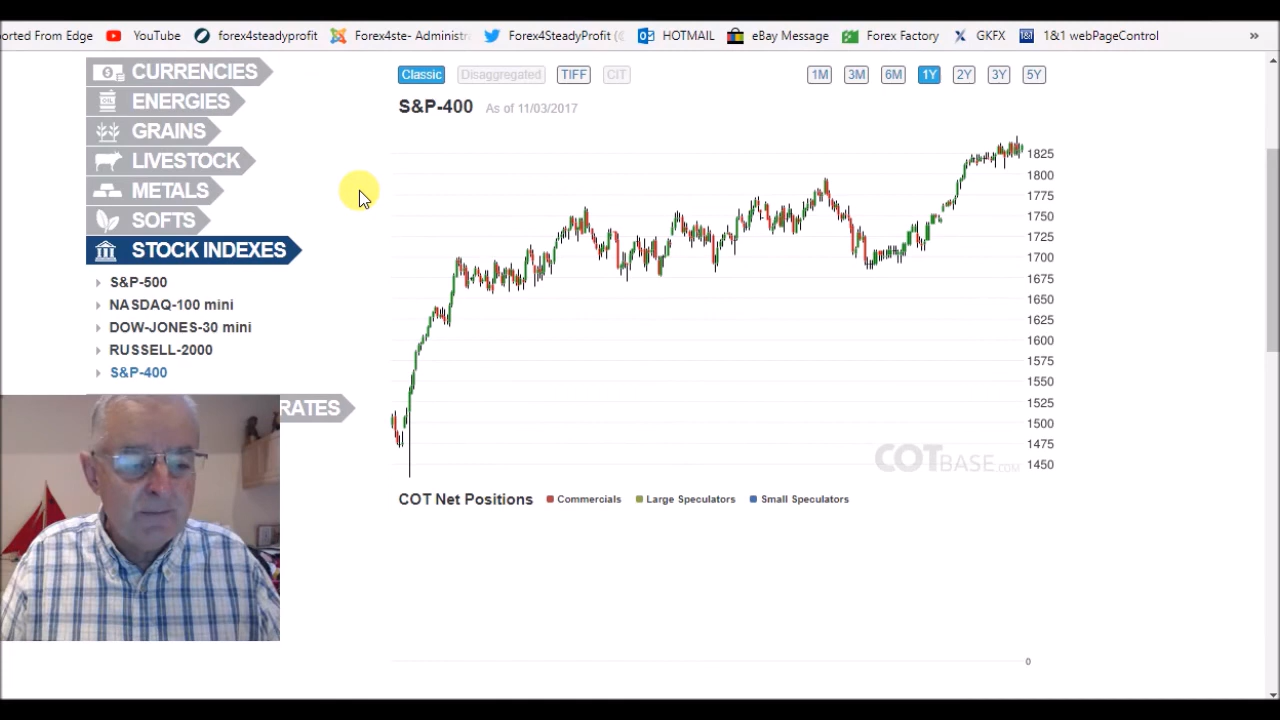 orted From Edge YouTube forex4steadyprofit Forex4ste- Administra Forex4SteadyProfit (@ HOTMAIL eBay Message Forex Factory GKFX 1&1 webPageControl »
CURRENCIES
ENERGIES
GRAINS
LIVESTOCK
METALS
SOFTS
STOCK INDEXES
S&P-500
NASDAQ-100 mini
DOW-JONES-30 mini
RUSSELL-2000
S&P-400
RATES
Classic Disaggregated TIFF CIT 1M 3M 6M 1Y 2Y 3Y 5Y
S&P-400 As of 11/03/2017
1825
1800
1775
1750
1725
1700
1675
1650
1625
1600
1575
1550
1525
1500
1475
1450
COTBASE.COM
COT Net Positions Commercials Large Speculators Small Speculators
0